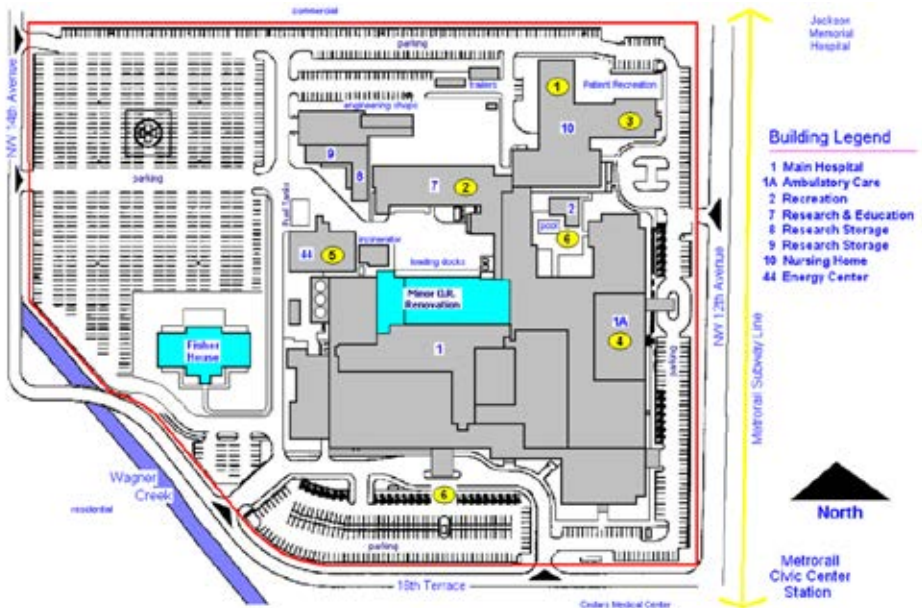 commercial
Jackson
Memorial
Hospital
parking
trailers
Patient Recreation
engineering shops
NW 14th Avenue
1
3
10
9
8
7
2
parking
Fuel Tanks
2
pool
6
44
5
incinerator
loading docks
Minor O.R.
Renovation
1A
4
1
Fisher
House
parking
NW 12th Avenue
Metrorail Subway Line
Building Legend
1 Main Hospital
1A Ambulatory Care
2 Recreation
7 Research & Education
8 Research Storage
9 Research Storage
10 Nursing Home
44 Energy Center
Wagner
Creek
residential
6
parking
16th Terrace
North
Metrorail
Civic Center
Station
Cedars Medical Center